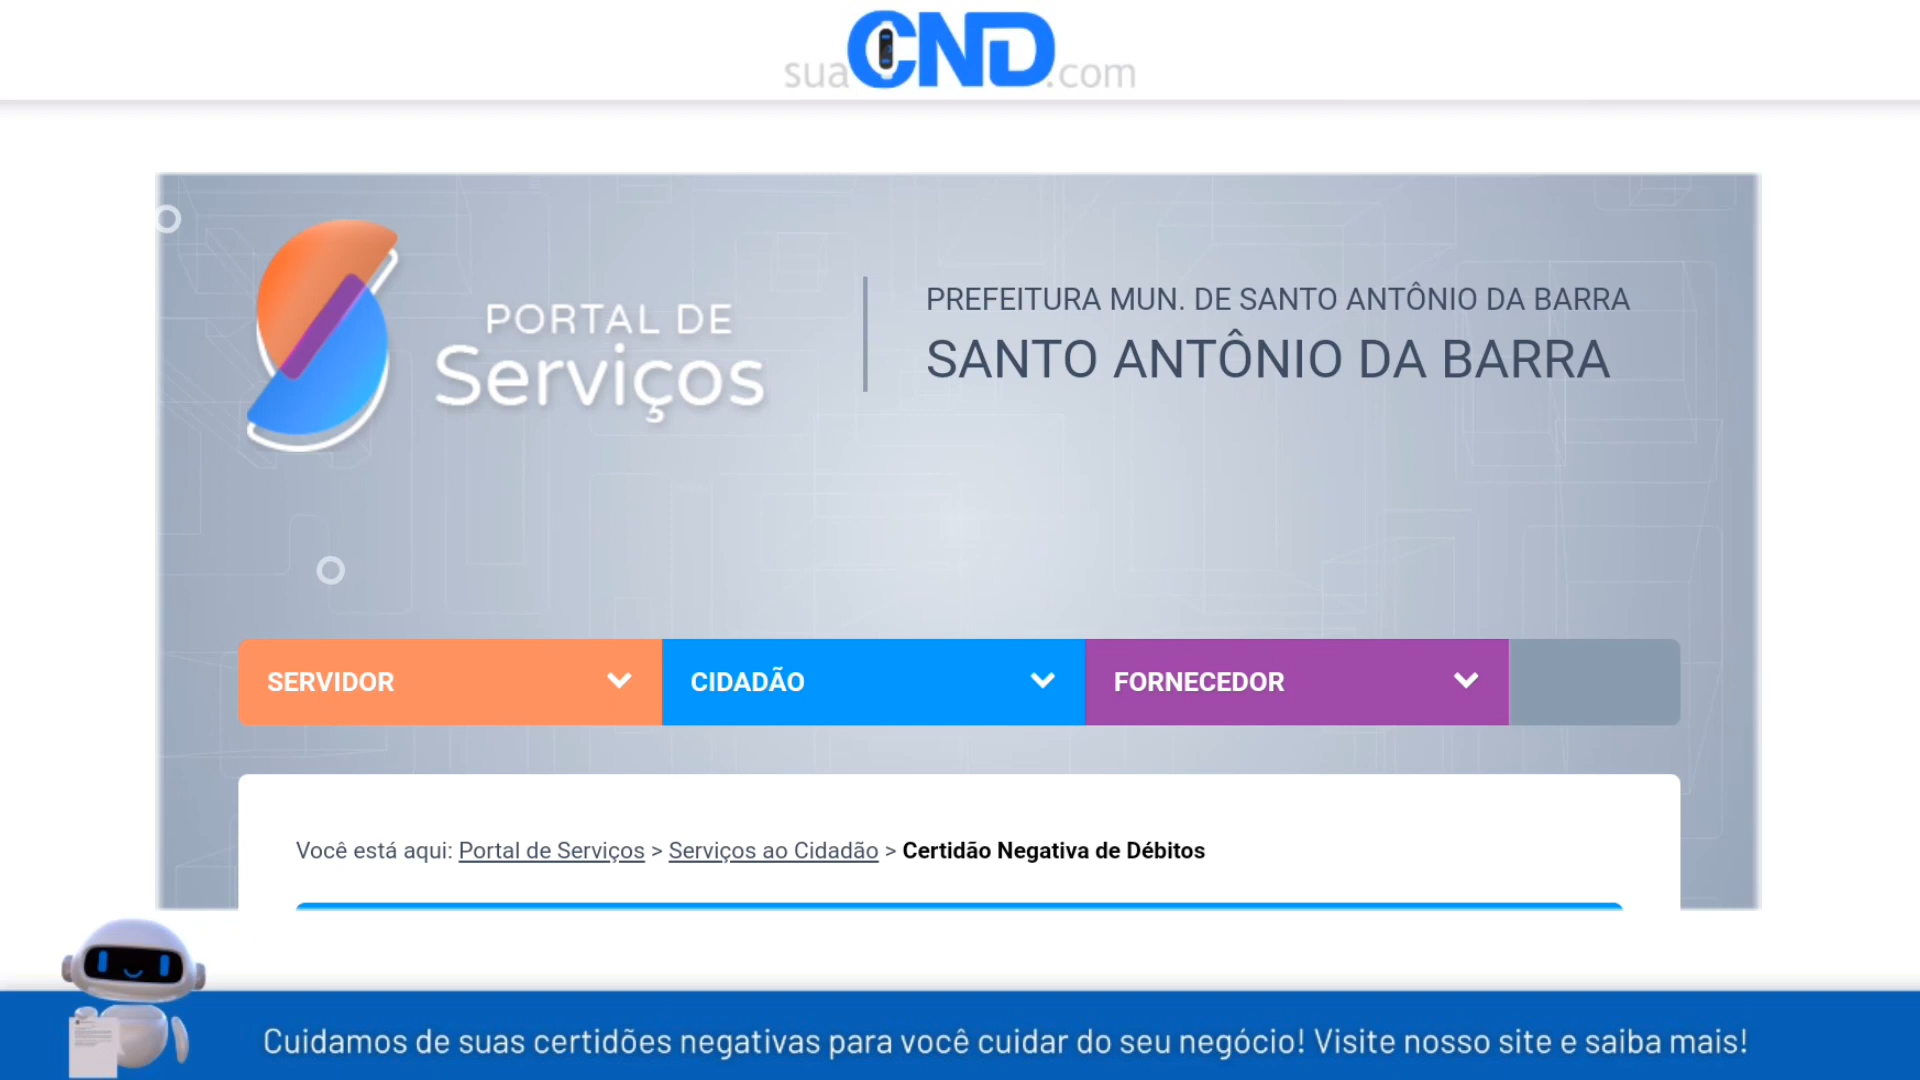 suaCND.com
PORTAL DE
Serviços
PREFEITURA MUN. DE SANTO ANTÔNIO DA BARRA
SANTO ANTÔNIO DA BARRA
SERVIDOR
CIDADÃO
FORNECEDOR
Você está aqui: Portal de Serviços > Serviços ao Cidadão > Certidão Negativa de Débitos
Cuidamos de suas certidões negativas para você cuidar do seu negócio! Visite nosso site e saiba mais!